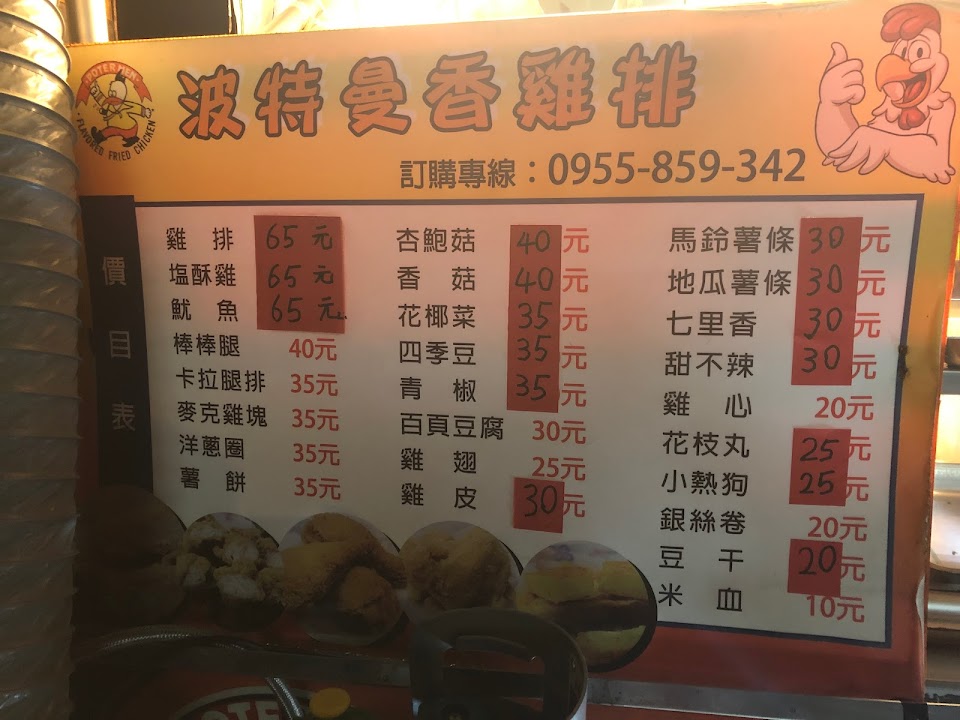 POTERMEN
FLAVORED FRIED CHICKEN
波特曼香雞排
訂購專線：0955-859-342
價目表
雞排 65元
塩酥雞 65元
魷魚 65元
棒棒腿 40元
卡拉腿排 35元
麥克雞塊 35元
洋蔥圈 35元
薯餅 35元
杏鮑菇 40元
香菇 40元
花椰菜 35元
四季豆 35元
青椒 35元
百頁豆腐 30元
雞翅 25元
雞皮 30元
馬鈴薯條 30元
地瓜薯條 30元
七里香 30元
甜不辣 30元
雞心 20元
花枝丸 25元
小熱狗 25元
銀絲卷 20元
豆干 20元
米血 10元